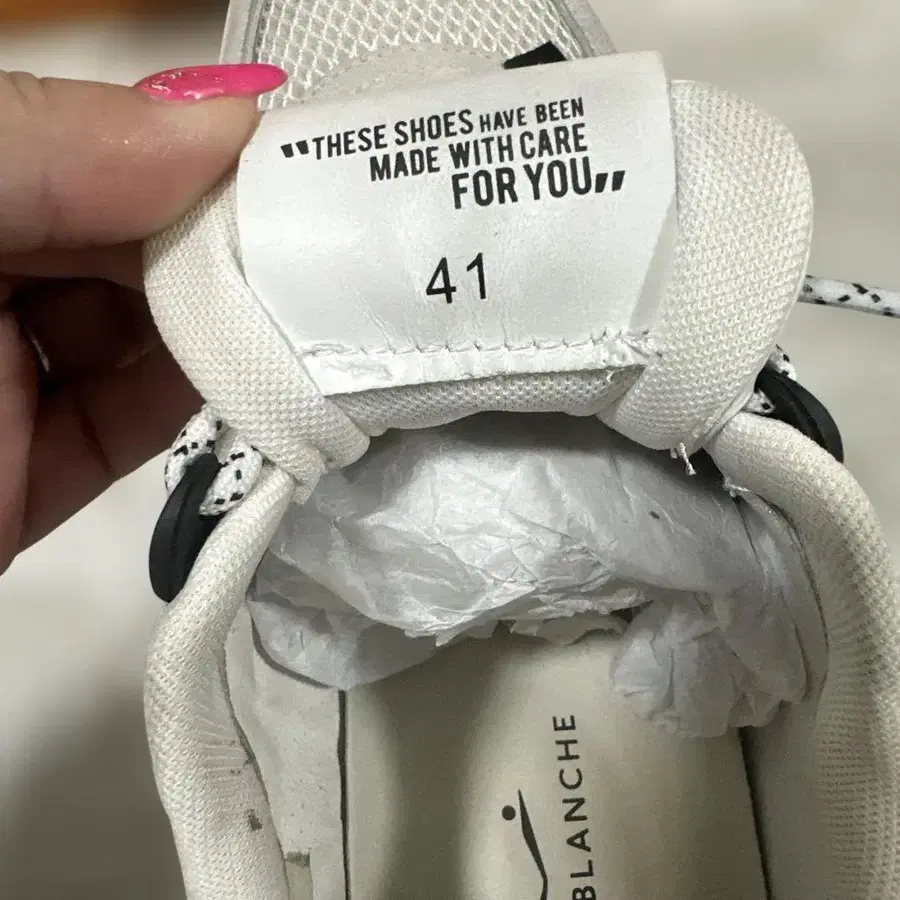 "THESE SHOES HAVE BEEN
MADE WITH CARE
FOR YOU"
41
BLANCHE